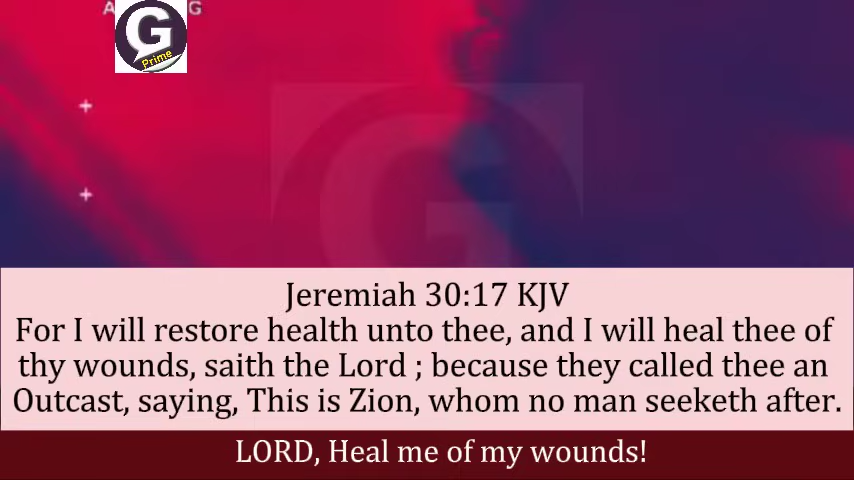 G
Prime
G
Jeremiah 30:17 KJV
For I will restore health unto thee, and I will heal thee of
thy wounds, saith the Lord ; because they called thee an
Outcast, saying, This is Zion, whom no man seeketh after.
LORD, Heal me of my wounds!